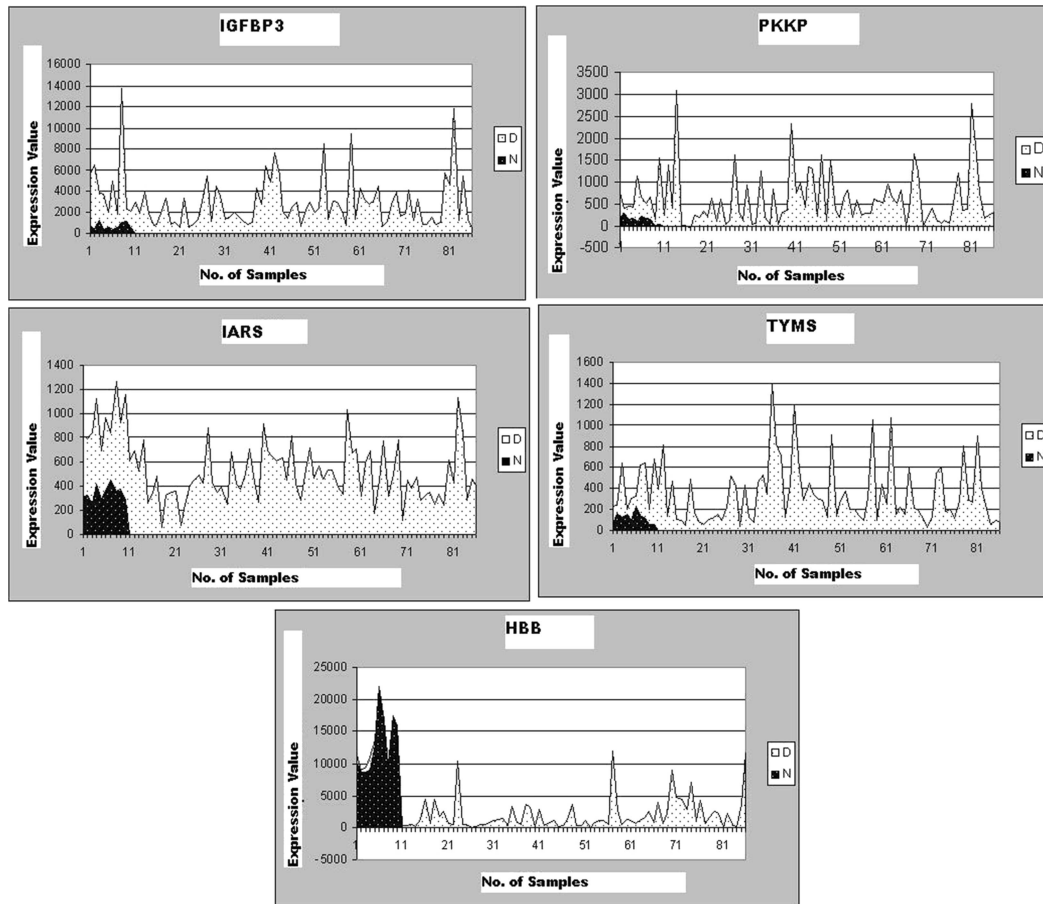 IGFBP3
Expression Value
16000
14000
12000
10000
8000
6000
4000
2000
0
1 11 21 31 41 51 61 71 81
No. of Samples
D
N
PKKP
Expression Value
3500
3000
2500
2000
1500
1000
500
0
-500
1 11 21 31 41 51 61 71 81
No. of Samples
D
N
IARS
Expression Value
1400
1200
1000
800
600
400
200
0
1 11 21 31 41 51 61 71 81
No. of Samples
D
N
TYMS
Expression Value
1600
1400
1200
1000
800
600
400
200
0
1 11 21 31 41 51 61 71 81
No. of Samples
D
N
HBB
Expression Value
25000
20000
15000
10000
5000
0
-5000
1 11 21 31 41 51 61 71 81
No. of Samples
D
N